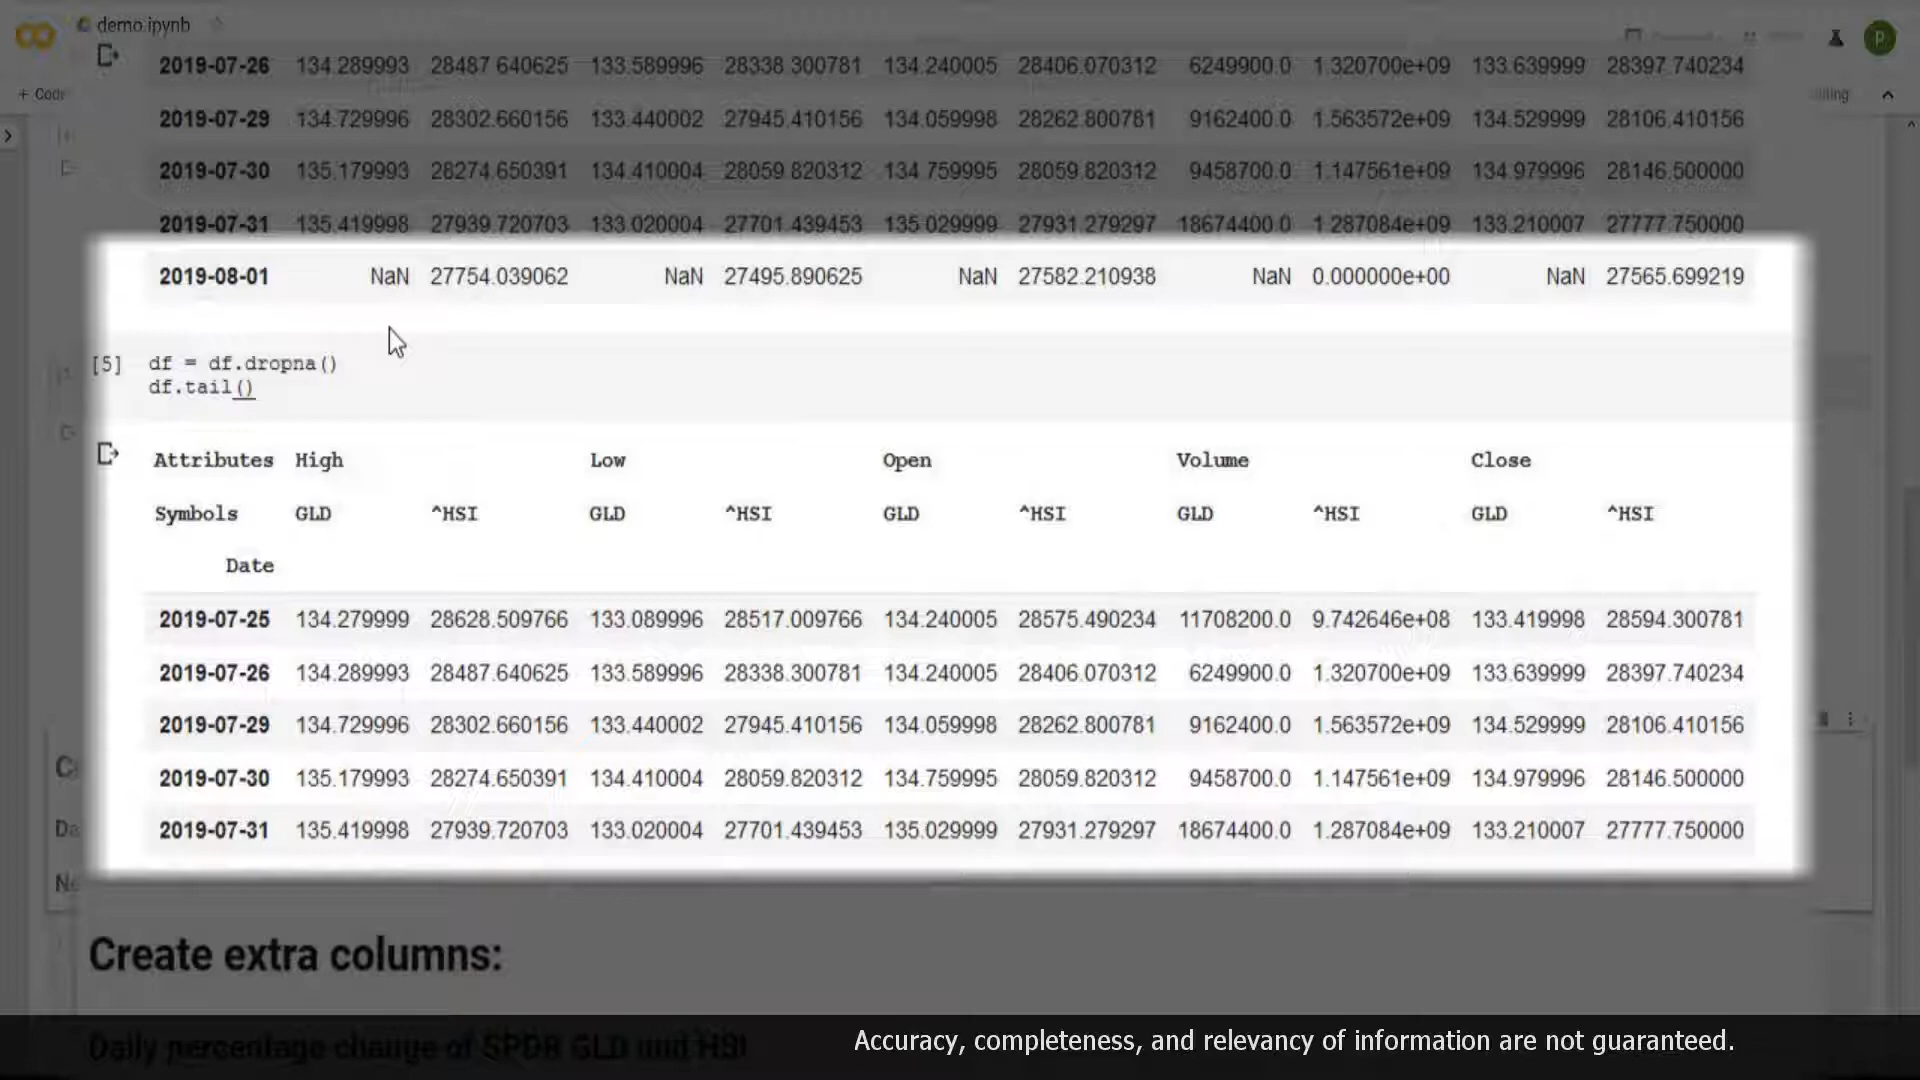 demo.ipynb
P
+ Code
2019-07-26 134.289993 28487.640625 133.589996 28338.300781 134.240005 28406.070312 6249900.0 1.320700e+09 133.639999 28397.740234
2019-07-29 134.729996 28302.660156 133.440002 27945.410156 134.059998 28262.800781 9162400.0 1.563572e+09 134.529999 28106.410156
2019-07-30 135.179993 28274.650391 134.410004 28059.820312 134.759995 28059.820312 9458700.0 1.147561e+09 134.979996 28146.500000
2019-07-31 135.419998 27939.720703 133.020004 27701.439453 135.029999 27931.279297 18674400.0 1.287084e+09 133.210007 27777.750000
2019-08-01 NaN 27754.039062 NaN 27495.890625 NaN 27582.210938 NaN 0.000000e+00 NaN 27565.699219
[5] df = df.dropna()
df.tail()
Attributes High Low Open Volume Close
Symbols GLD ^HSI GLD ^HSI GLD ^HSI GLD ^HSI GLD ^HSI
Date
2019-07-25 134.279999 28628.509766 133.089996 28517.009766 134.240005 28575.490234 11708200.0 9.742646e+08 133.419998 28594.300781
2019-07-26 134.289993 28487.640625 133.589996 28338.300781 134.240005 28406.070312 6249900.0 1.320700e+09 133.639999 28397.740234
2019-07-29 134.729996 28302.660156 133.440002 27945.410156 134.059998 28262.800781 9162400.0 1.563572e+09 134.529999 28106.410156
2019-07-30 135.179993 28274.650391 134.410004 28059.820312 134.759995 28059.820312 9458700.0 1.147561e+09 134.979996 28146.500000
2019-07-31 135.419998 27939.720703 133.020004 27701.439453 135.029999 27931.279297 18674400.0 1.287084e+09 133.210007 27777.750000
Create extra columns:
Daily percentage change of SPDR GLD and HSI
Accuracy, completeness, and relevancy of information are not guaranteed.